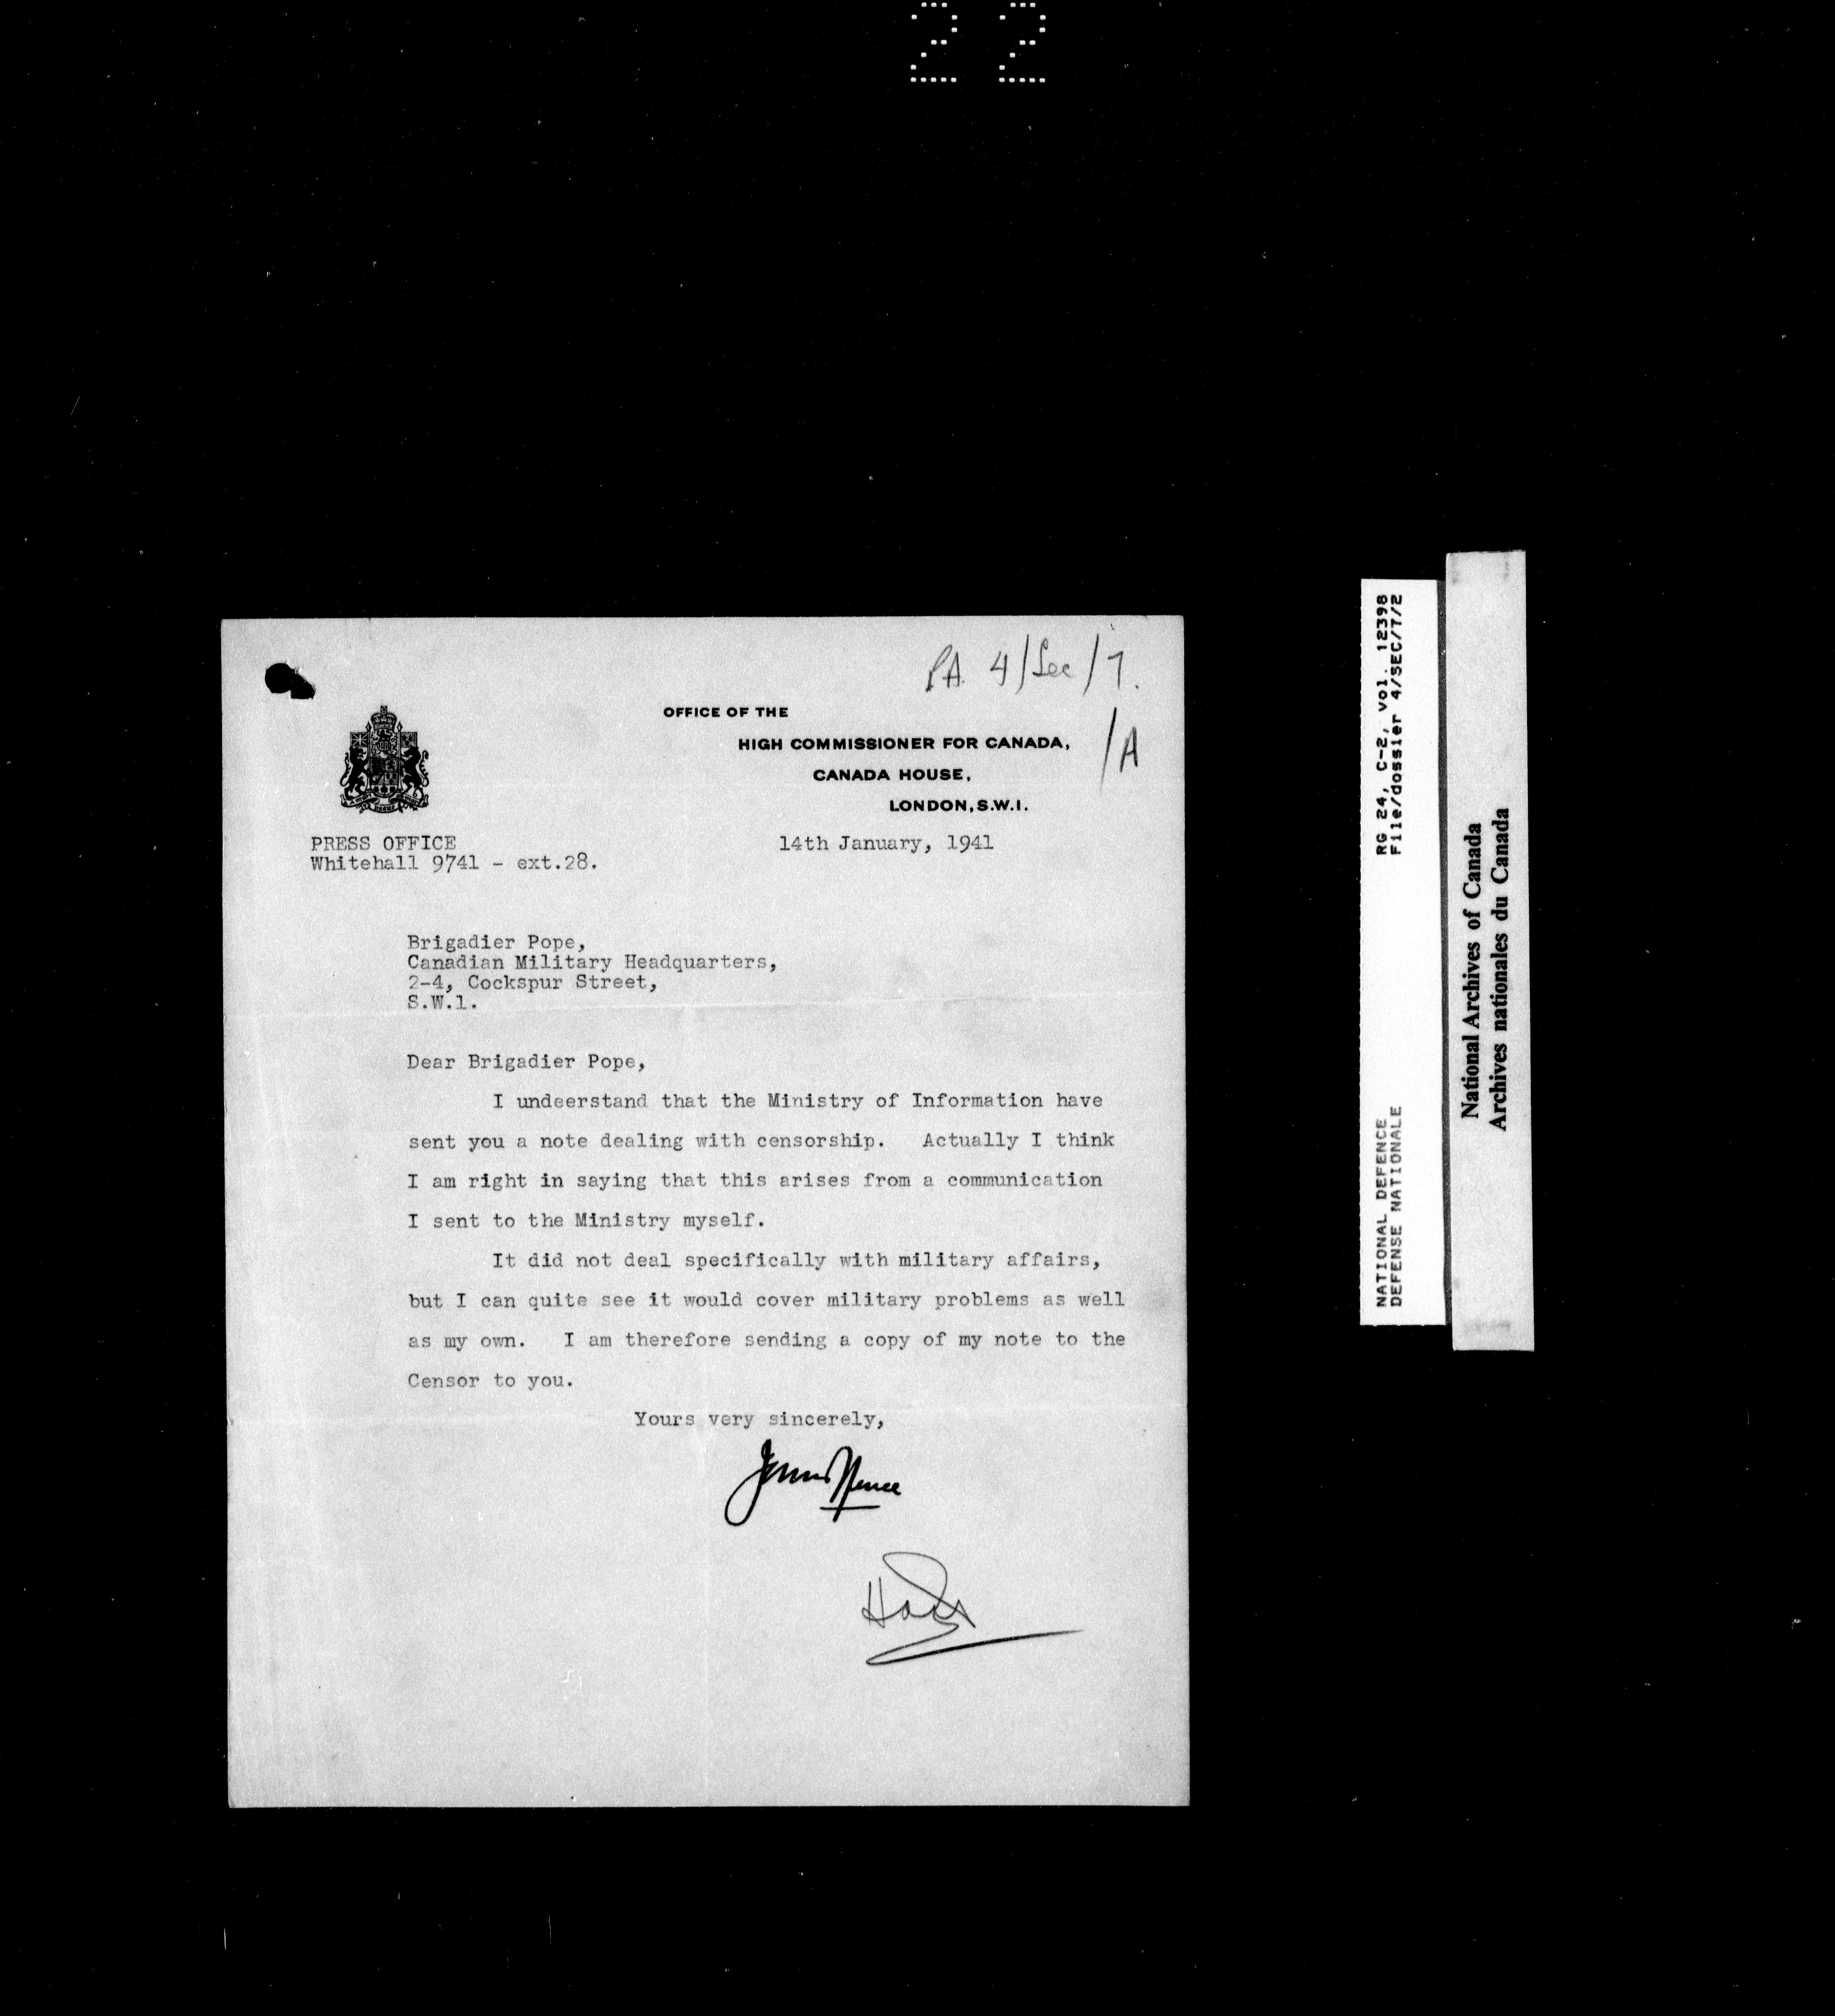 22
PA. 4/Sec/7.
/A
OFFICE OF THE
HIGH COMMISSIONER FOR CANADA,
CANADA HOUSE,
LONDON, S.W.1.
PRESS OFFICE
Whitehall 9741 - ext.28.
14th January, 1941
Brigadier Pope,
Canadian Military Headquarters,
2-4, Cockspur Street,
S.W.1.
Dear Brigadier Pope,
I undeerstand that the Ministry of Information have
sent you a note dealing with censorship. Actually I think
I am right in saying that this arises from a communication
I sent to the Ministry myself.
It did not deal specifically with military affairs,
but I can quite see it would cover military problems as well
as my own. I am therefore sending a copy of my note to the
Censor to you.
Yours very sincerely,
RG 24, C-2, vol. 12398
File/dossier 4/SEC/7/2
NATIONAL DEFENCE
DEFENSE NATIONALE
National Archives of Canada
Archives nationales du Canada